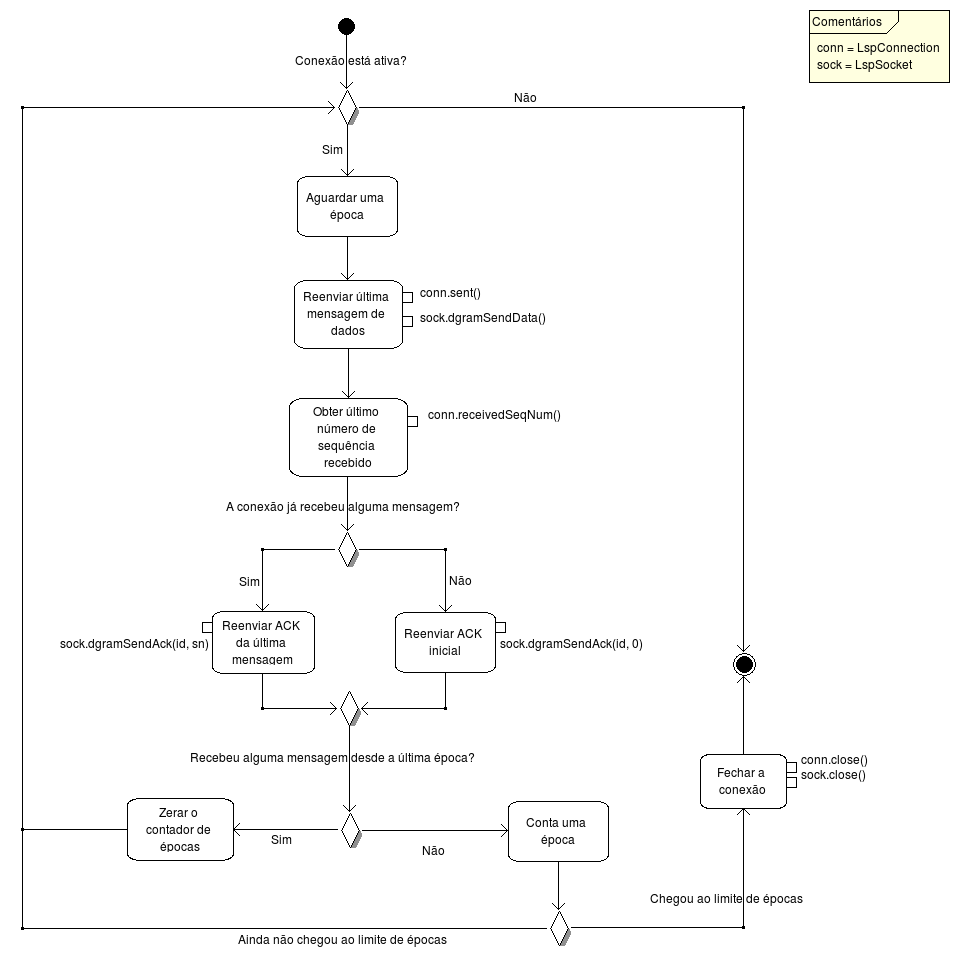 Comentários
conn = LspConnection
sock = LspSocket
Conexão está ativa?
Não
Sim
Aguardar uma
época
Reenviar última
mensagem de
dados
conn.sent()
sock.dgramSendData()
Obter último
número de
sequência
recebido
conn.receivedSeqNum()
A conexão já recebeu alguma mensagem?
Sim
Não
Reenviar ACK
da última
mensagem
sock.dgramSendAck(id, sn)
Reenviar ACK
inicial
sock.dgramSendAck(id, 0)
Recebeu alguma mensagem desde a última época?
Fechar a
conexão
conn.close()
sock.close()
Zerar o
contador de
épocas
Sim
Não
Conta uma
época
Chegou ao limite de épocas
Ainda não chegou ao limite de épocas